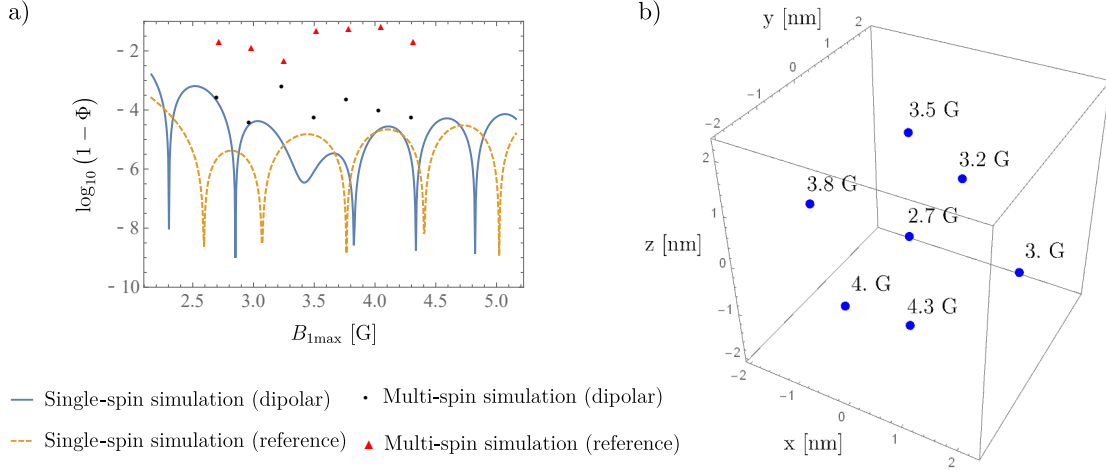 a)
b)
- 2
- 4
- 6
- 8
- 10
log10 (1 − Φ)
2.5 3.0 3.5 4.0 4.5 5.0
B1max [G]
Single-spin simulation (dipolar)
Multi-spin simulation (dipolar)
Single-spin simulation (reference)
Multi-spin simulation (reference)
y [nm]
-2 -1 0 1 2
3.5 G
3.2 G
3.8 G
2.7 G
3. G
4. G
4.3 G
z [nm]
2
1
0
-1
-2
-2 -1 0 1 2
x [nm]